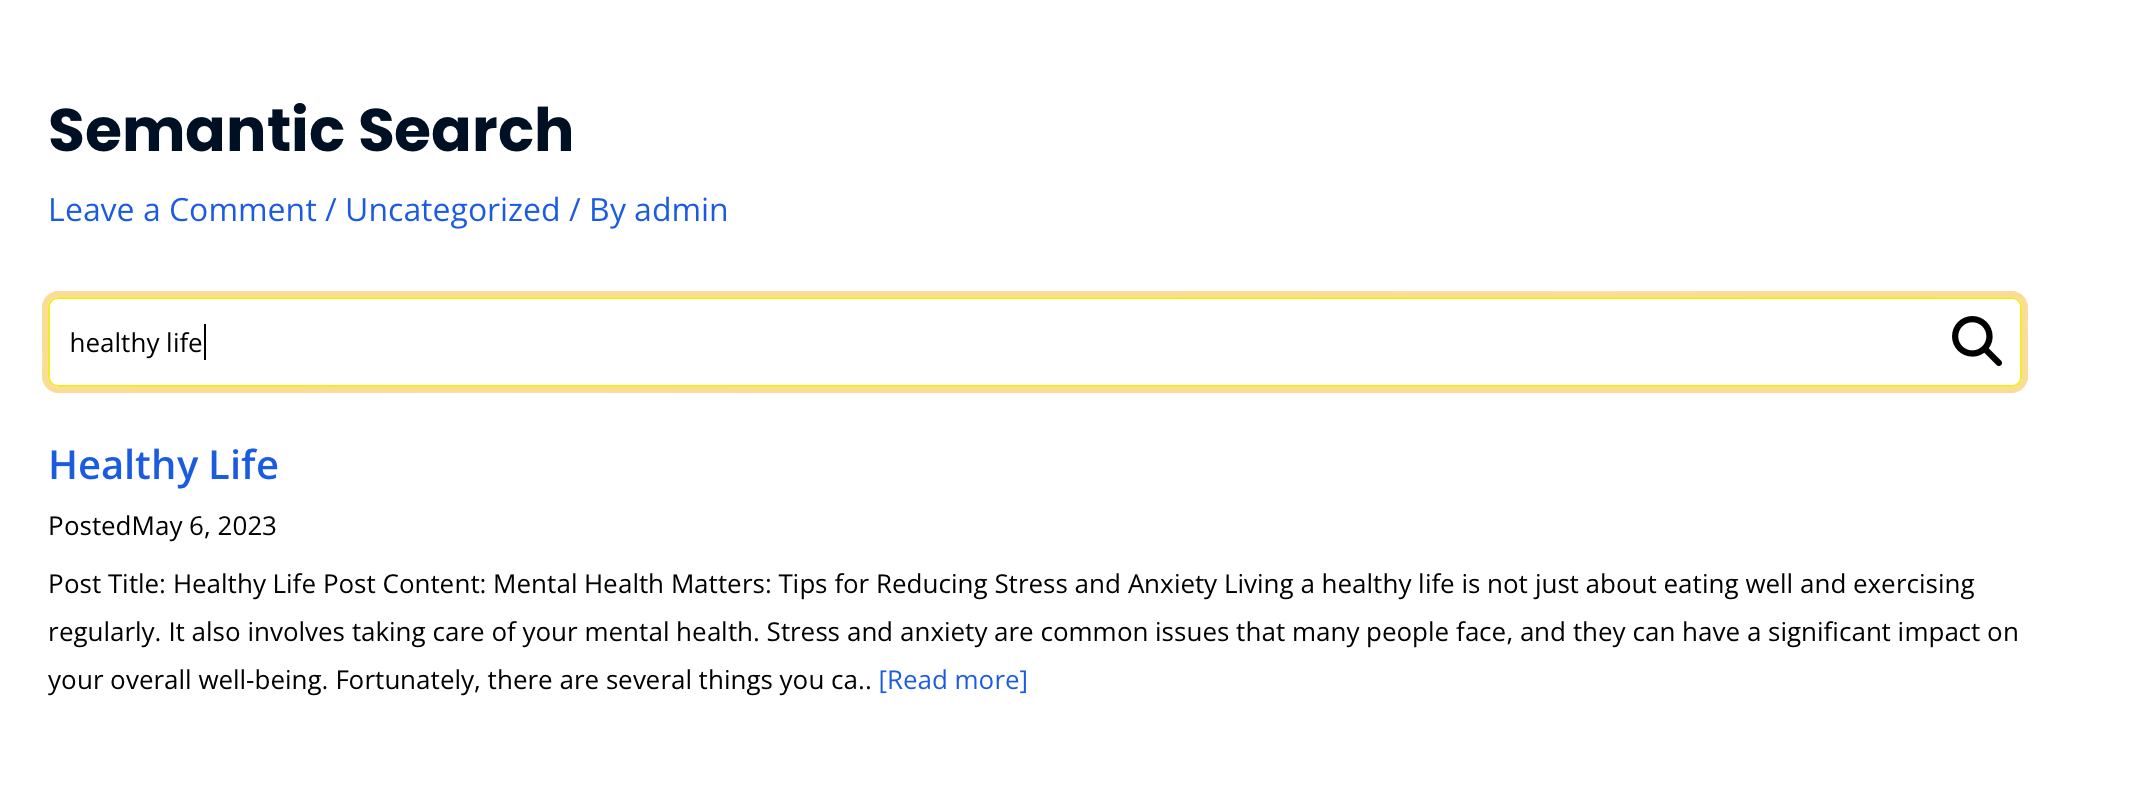 Semantic Search
Leave a Comment / Uncategorized / By admin
healthy life
Healthy Life
PostedMay 6, 2023
Post Title: Healthy Life Post Content: Mental Health Matters: Tips for Reducing Stress and Anxiety Living a healthy life is not just about eating well and exercising
regularly. It also involves taking care of your mental health. Stress and anxiety are common issues that many people face, and they can have a significant impact on
your overall well-being. Fortunately, there are several things you ca.. [Read more]